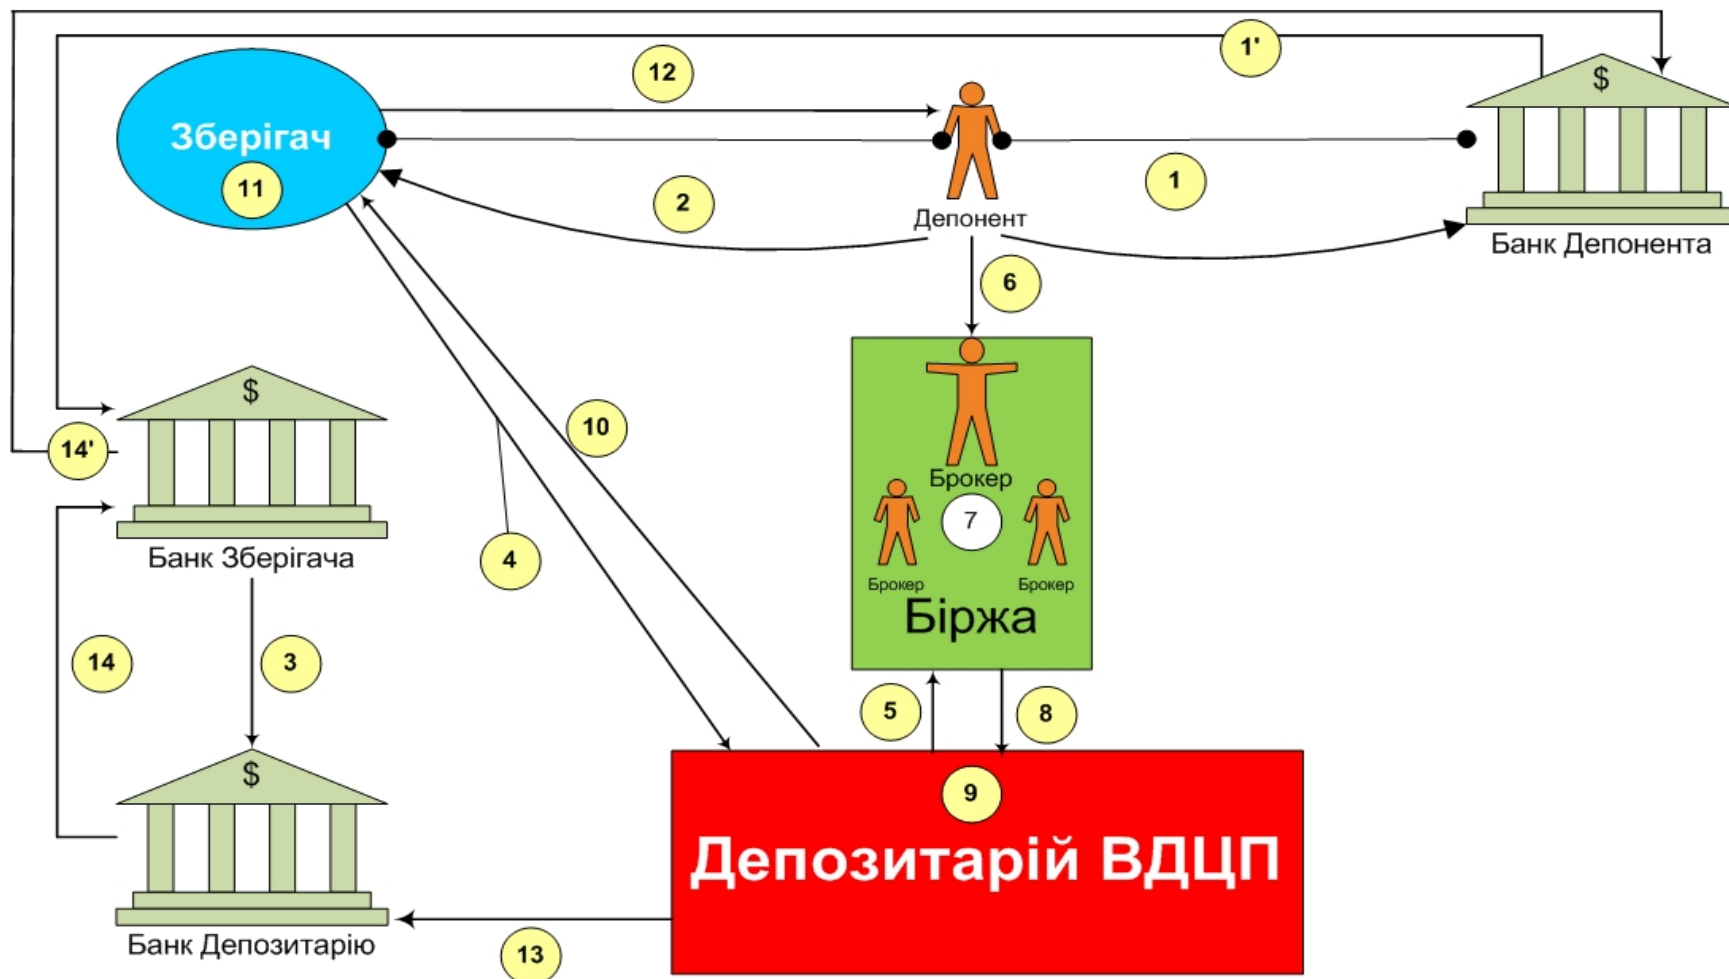 1'
$
12
Зберігач
11
2
1
Депонент
Банк Депонента
6
$
14'
10
Брокер
7
4
Банк Зберігача
Брокер
Брокер
Біржа
14
3
5
8
$
9
Депозитарій ВДЦП
Банк Депозитарію
13